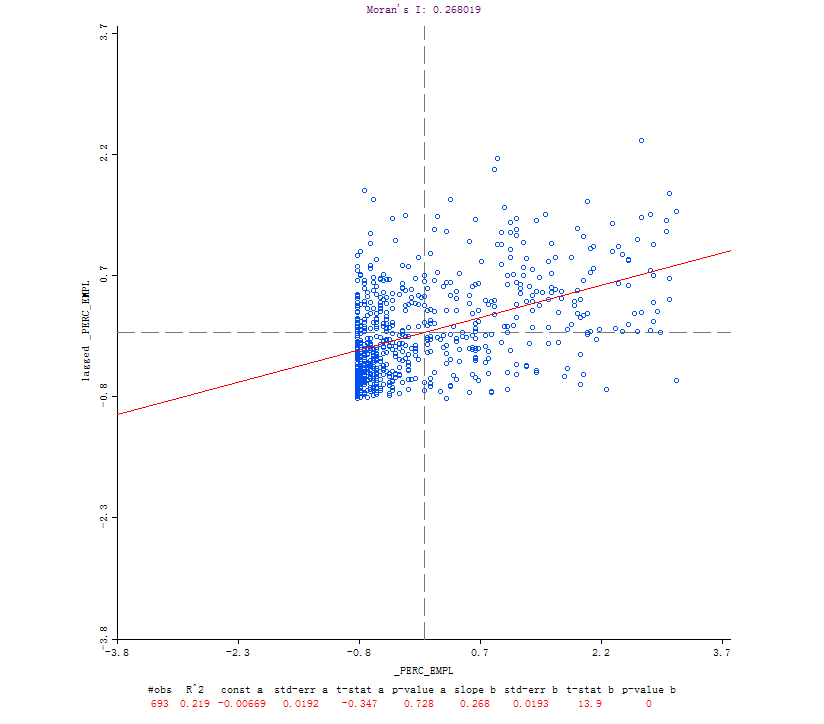 Moran's I: 0.268019
3.7
2.2
0.7
-0.8
-2.3
-3.8
lagged _PERC_EMPL
-3.8 -2.3 -0.8 0.7 2.2 3.7
_PERC_EMPL
#obs R^2 const a std-err a t-stat a p-value a slope b std-err b t-stat b p-value b
693 0.219 -0.00669 0.0192 -0.347 0.728 0.268 0.0193 13.9 0